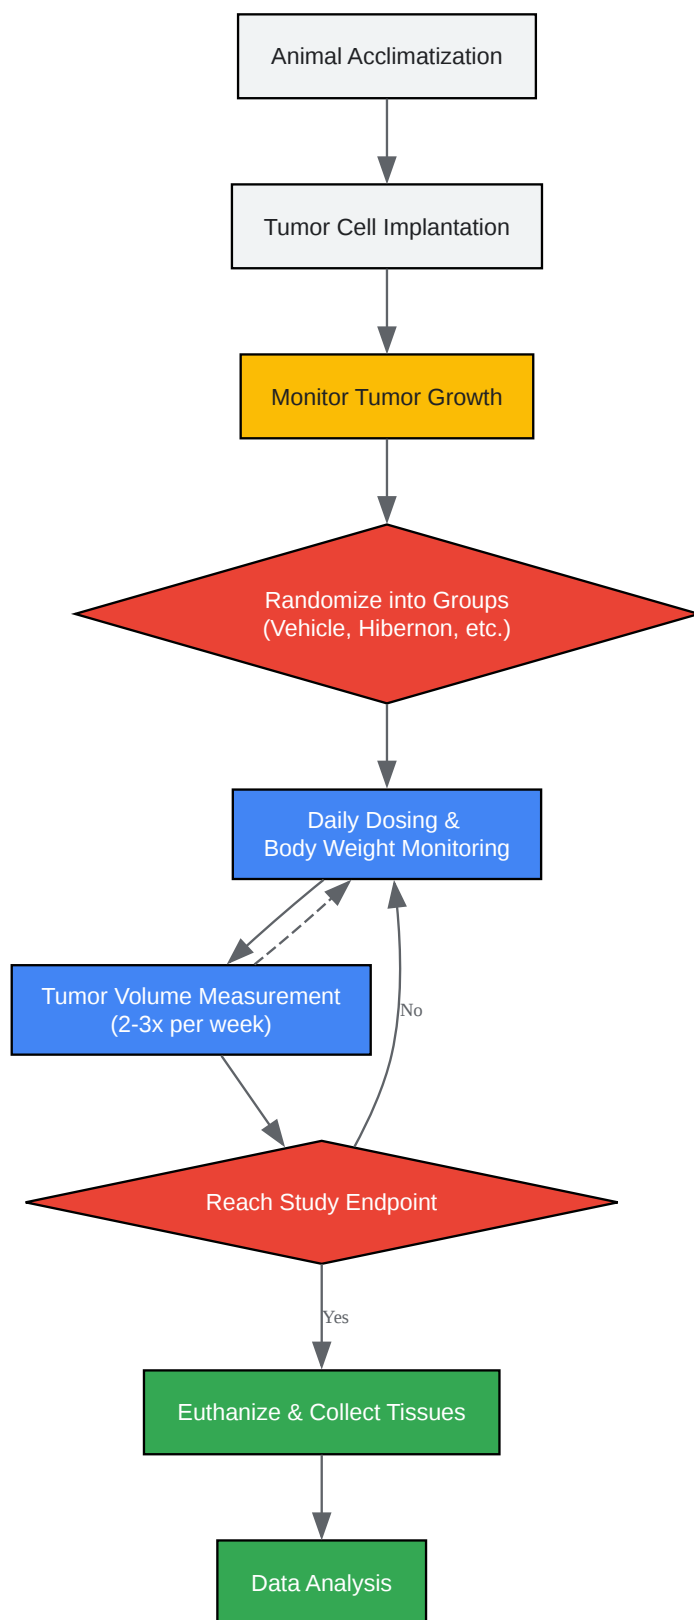 Animal Acclimatization
Tumor Cell Implantation
Monitor Tumor Growth
Randomize into Groups
(Vehicle, Hibernon, etc.)
Daily Dosing &
Body Weight Monitoring
Tumor Volume Measurement
(2-3x per week)
No
Reach Study Endpoint
Yes
Euthanize & Collect Tissues
Data Analysis